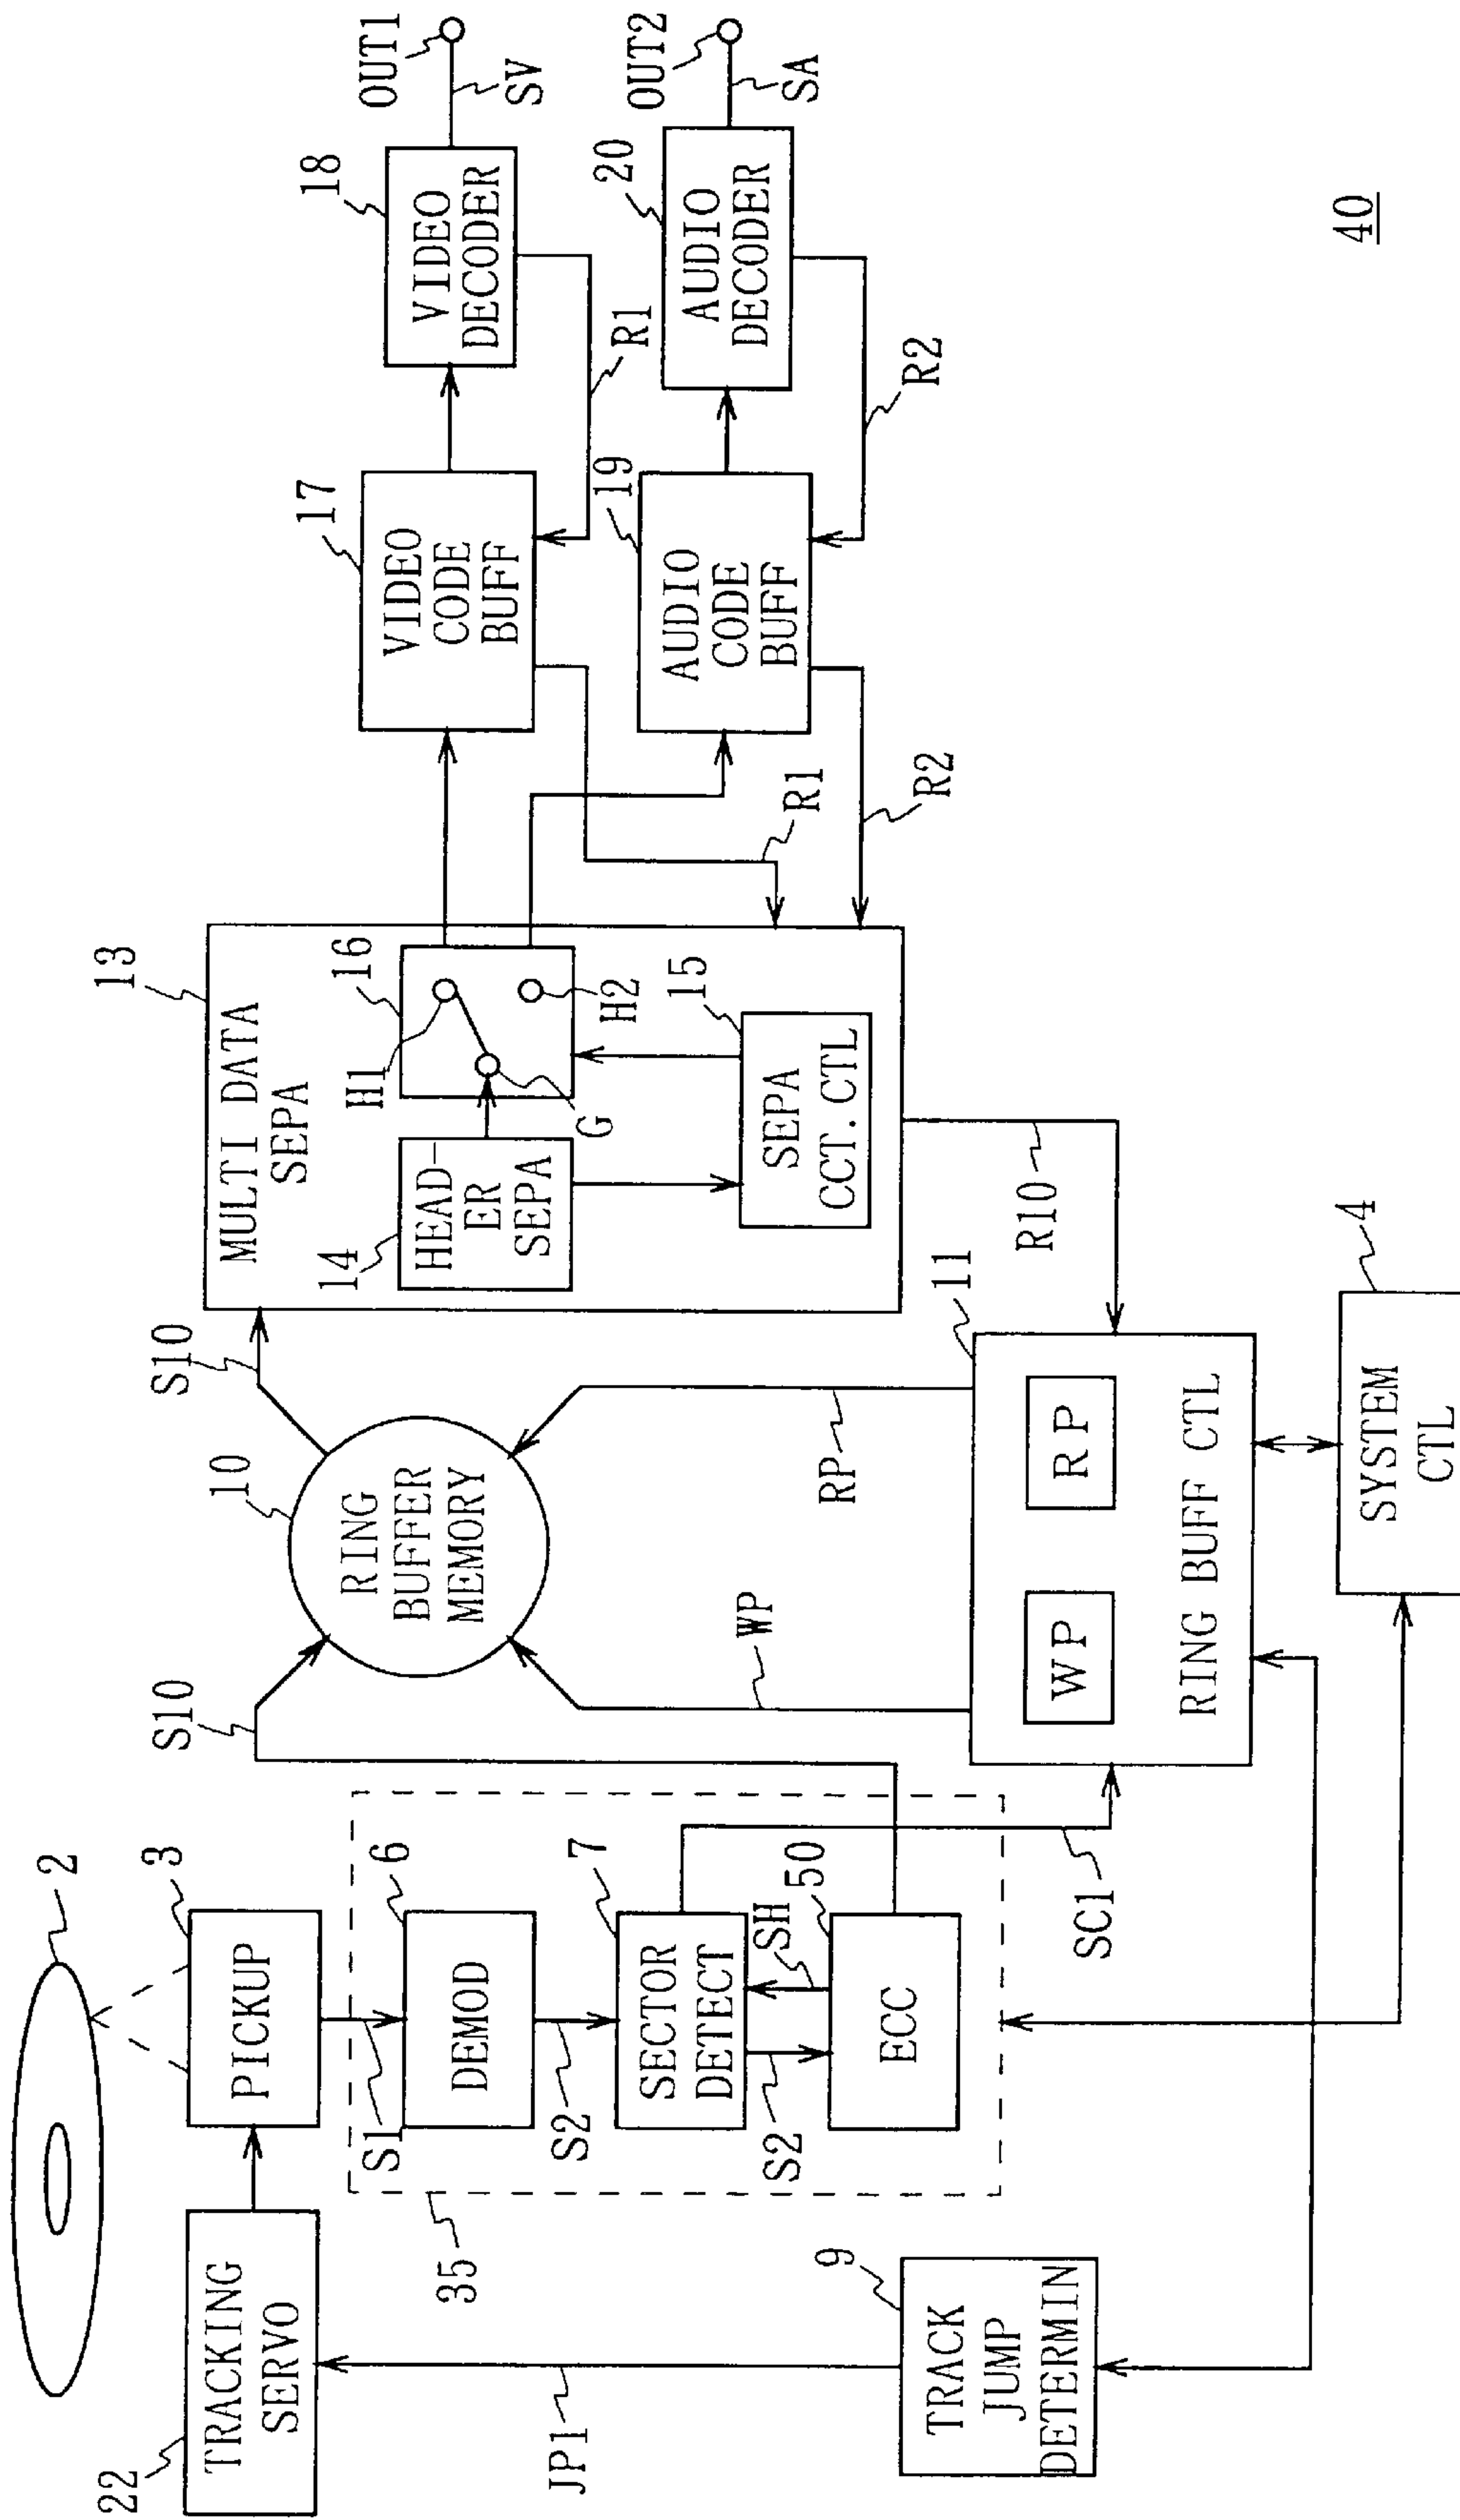 2
22
TRACKING
SERVO
3
PICKUP
S1
35
6
DEMOD
S2
7
SECTOR
DETECT
S2
SH
50
ECC
SC1
JP1
9
TRACK
JUMP
DETERMIN
S10
10
RING
BUFFER
MEMORY
S10
WP
RP
11
WP
RP
RING BUFF CTL
4
SYSTEM
CTL
R10
13
MULTI DATA
SEPA
14
HEAD-
ER
SEPA
16
H1
H2
G
15
SEPA
CCT.CTL
17
VIDEO
CODE
BUFF
R1
R1
18
VIDEO
DECODER
OUT1
SV
19
AUDIO
CODE
BUFF
R2
R2
20
AUDIO
DECODER
OUT2
SA
40